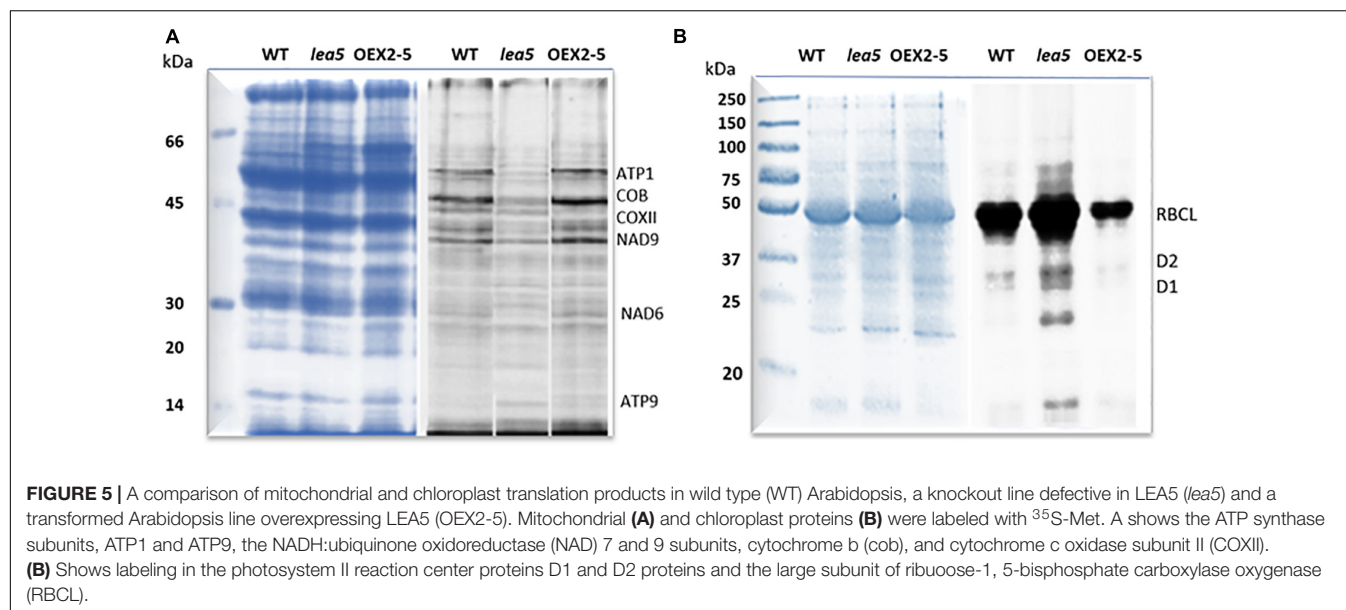 A
WT lea5 OEX2-5 WT lea5 OEX2-5
kDa
66
45
30
20
14
ATP1
COB
COXII
NAD9
NAD6
ATP9
B
WT lea5 OEX2-5 WT lea5 OEX2-5
kDa
250
150
100
75
50
37
25
20
RBCL
D2
D1
FIGURE 5 | A comparison of mitochondrial and chloroplast translation products in wild type (WT) Arabidopsis, a knockout line defective in LEA5 (lea5) and a
transformed Arabidopsis line overexpressing LEA5 (OEX2-5). Mitochondrial (A) and chloroplast proteins (B) were labeled with ³⁵S-Met. A shows the ATP synthase
subunits, ATP1 and ATP9, the NADH:ubiquinone oxidoreductase (NAD) 7 and 9 subunits, cytochrome b (cob), and cytochrome c oxidase subunit II (COXII).
(B) Shows labeling in the photosystem II reaction center proteins D1 and D2 proteins and the large subunit of ribuoose-1, 5-bisphosphate carboxylase oxygenase
(RBCL).